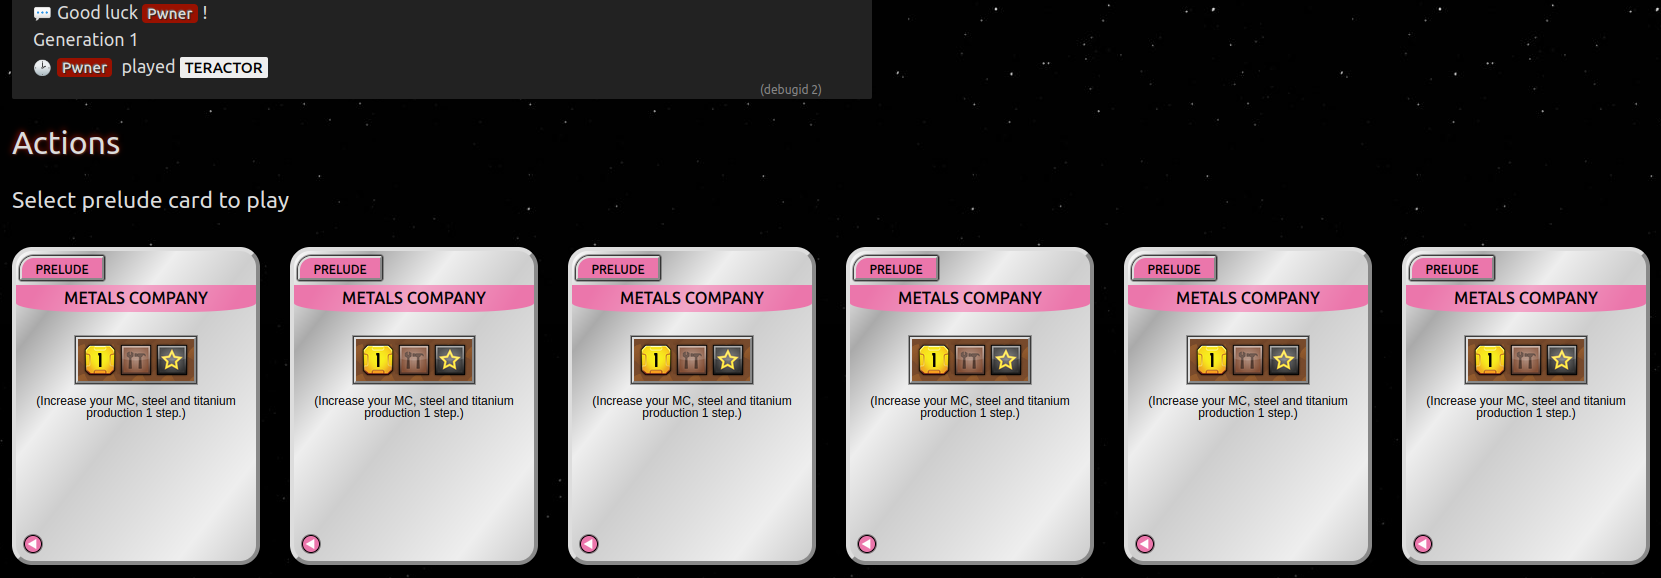 Good luck Pwner !
Generation 1
Pwner played TERACTOR
(debugid 2)
Actions
Select prelude card to play
PRELUDE
METALS COMPANY
1
(Increase your MC, steel and titanium
production 1 step.)
PRELUDE
METALS COMPANY
1
(Increase your MC, steel and titanium
production 1 step.)
PRELUDE
METALS COMPANY
1
(Increase your MC, steel and titanium
production 1 step.)
PRELUDE
METALS COMPANY
1
(Increase your MC, steel and titanium
production 1 step.)
PRELUDE
METALS COMPANY
1
(Increase your MC, steel and titanium
production 1 step.)
PRELUDE
METALS COMPANY
1
(Increase your MC, steel and titanium
production 1 step.)